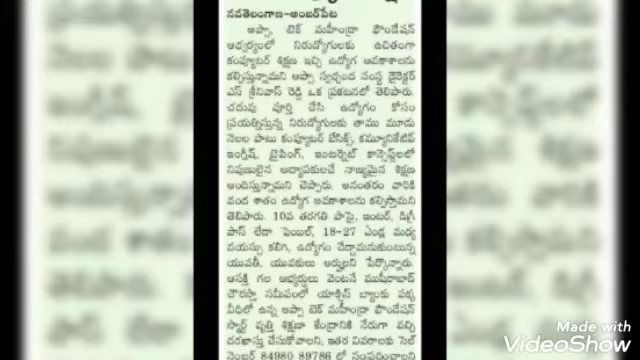 నవతెలంగాణ-అంబర్‌పేట
అప్సా, టెక్ మహీంద్రా ఫౌండేషన్
ఆధ్వర్యంలో నిరుద్యోగులకు ఉచితంగా
కంప్యూటర్ శిక్షణ ఇచ్చి ఉద్యోగ అవకాశాలను
కల్పిస్తున్నామని అప్సా స్వచ్ఛంద సంస్థ డైరెక్టర్
ఎస్ శ్రీనివాస్ రెడ్డి ఒక ప్రకటనలో తెలిపారు.
చదువు పూర్తి చేసి ఉద్యోగం కోసం
ప్రయత్నిస్తున్న నిరుద్యోగులకు తాము మూడు
నెలల పాటు కంప్యూటర్ బేసిక్స్, కమ్యూనికేటివ్
ఇంగ్లీష్, టైపింగ్, ఇంటర్నెట్ కాన్సెప్ట్‌లలో
నిపుణులైన అధ్యాపకులచే నాణ్యమైన శిక్షణ
అందిస్తున్నామని చెప్పారు. అనంతరం వారికి
వంద శాతం ఉద్యోగ అవకాశాలను కల్పిస్తామని
తెలిపారు. 10వ తరగతి పాసై, ఇంటర్, డిగ్రీ
పాస్ లేదా ఫెయిల్, 18-27 ఏండ్ల మధ్య
వయస్సు కలిగి, ఉద్యోగం చేద్దామనుకుంటున్న
యువతీ, యువకులు అర్హులని పేర్కొన్నారు.
ఆసక్తి గల అభ్యర్థులు వెంటనే ముషీరాబాద్
చౌరస్తా సమీపంలో యాక్సిస్ బ్యాంకు పక్క
వీధిలో ఉన్న అప్సా టెక్ మహీంద్రా ఫౌండేషన్
స్మార్ట్ వృత్తి శిక్షణా కేంద్రానికి నేరుగా వచ్చి
దరఖాస్తు చేసుకోవాలని, ఇతర వివరాలకు సెల్
నెంబర్ 84980 89786 లో సంప్రదించాలని
Made with
VideoShow